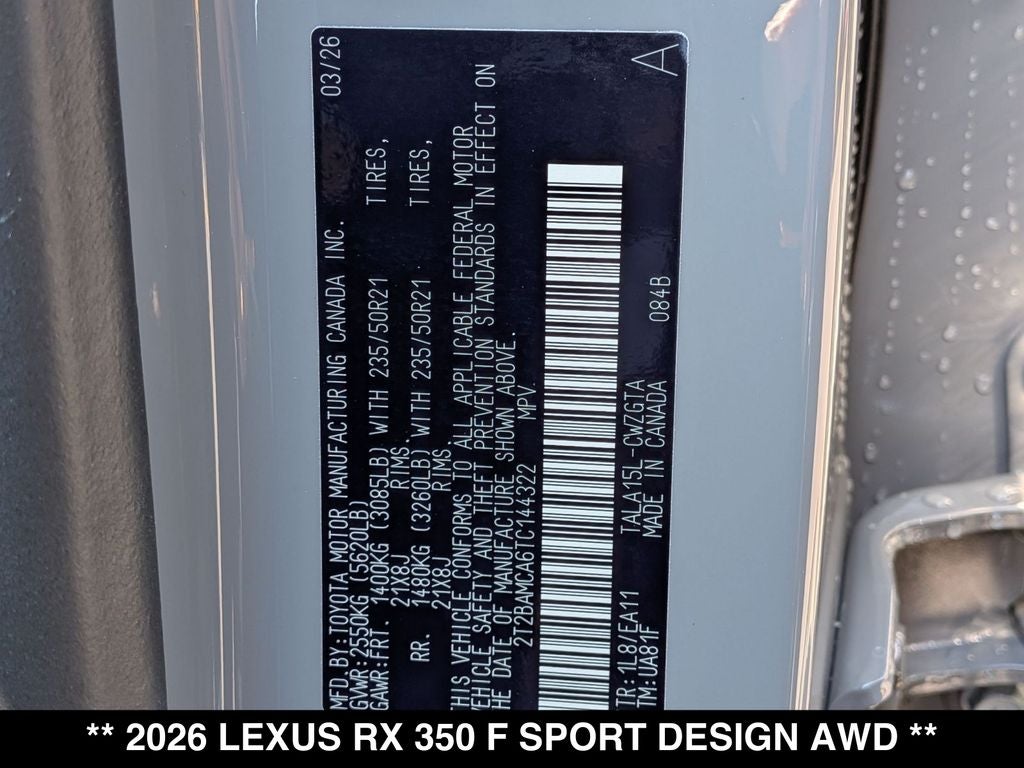 MFD.BY:TOYOTA MOTOR MANUFACTURING CANADA INC. 03/26
GVWR:2550KG (5620LB)
GAWR:FRT. 1400KG (3085LB) WITH 235/50R21 TIRES,
21X8J RIMS.
RR. 1480KG (3260LB) WITH 235/50R21 TIRES,
21X8J RIMS.
THIS VEHICLE CONFORMS TO ALL APPLICABLE FEDERAL MOTOR
VEHICLE SAFETY AND THEFT PREVENTION STANDARDS IN EFFECT ON
THE DATE OF MANUFACTURE SHOWN ABOVE.
2T2BAMCA6TC144322 MPV.
TR:1L8/EA11 TALA15L-CWZGTA 084B
TM:UA81F MADE IN CANADA A
** 2026 LEXUS RX 350 F SPORT DESIGN AWD **